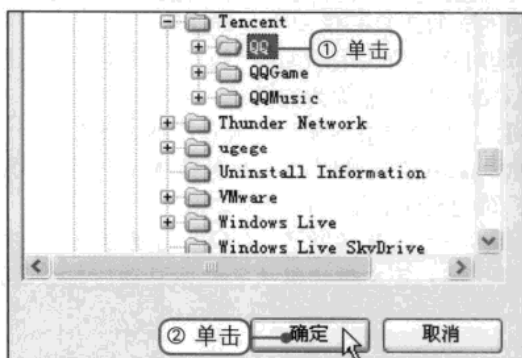 Tencent
QQ ① 单击
QQGame
QQMusic
Thunder Network
ugege
Uninstall Information
VMware
Windows Live
Windows Live SkyDrive
② 单击 确定 取消